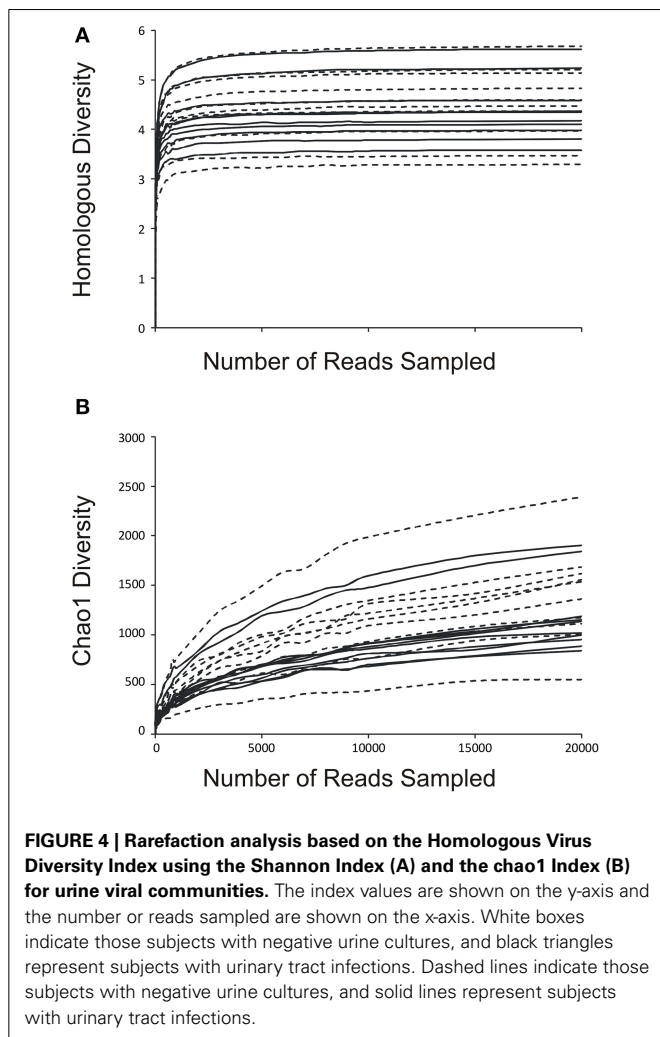 A
6
5
4
3
2
1
0
Homologous Diversity
Number of Reads Sampled
B
3000
2500
2000
1500
1000
500
0
Chao1 Diversity
0 5000 10000 15000 20000
Number of Reads Sampled
FIGURE 4 | Rarefaction analysis based on the Homologous Virus
Diversity Index using the Shannon Index (A) and the chao1 Index (B)
for urine viral communities. The index values are shown on the y-axis and
the number or reads sampled are shown on the x-axis. White boxes
indicate those subjects with negative urine cultures, and black triangles
represent subjects with urinary tract infections. Dashed lines indicate those
subjects with negative urine cultures, and solid lines represent subjects
with urinary tract infections.